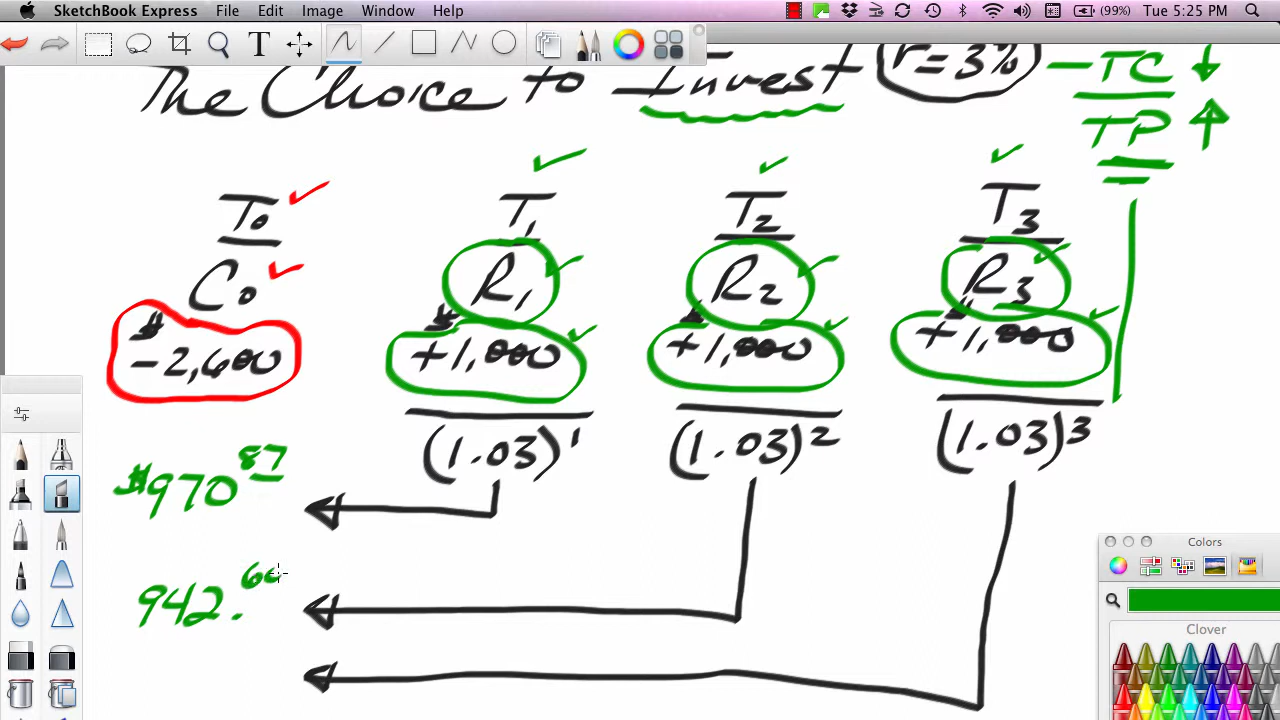 SketchBook Express File Edit Image Window Help (99%) Tue 5:25 PM
T
The Choice to Invest (r=3%) -TC ↓
TP ↑
T0 T1 T2 T3
C0 R1 R2 R3
$ $ $ $
-2,600 +1,000 +1,000 +1,000
(1.03)^1 (1.03)^2 (1.03)^3
$970 87
942.60
Colors
Clover